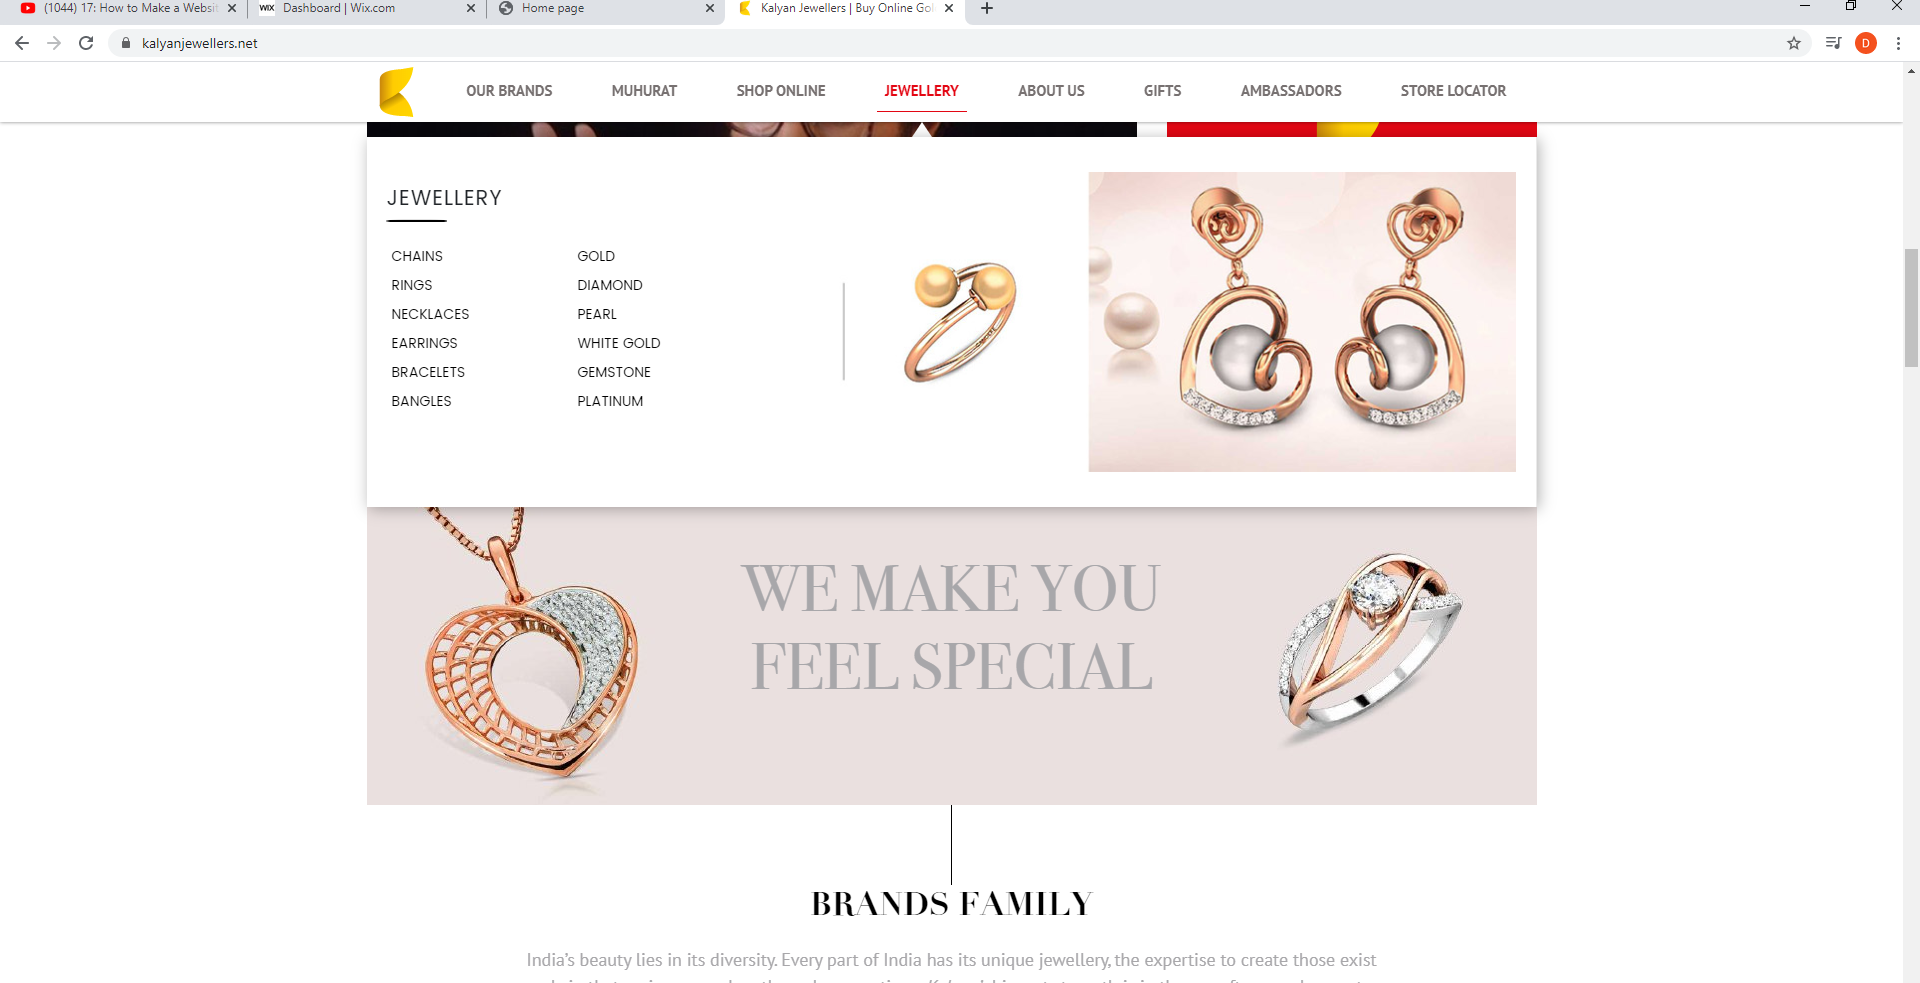 (1044) 17: How to Make a Websit
WIX Dashboard | Wix.com
Home page
Kalyan Jewellers | Buy Online Gol
D
kalyanjewellers.net
OUR BRANDS MUHURAT SHOP ONLINE JEWELLERY ABOUT US GIFTS AMBASSADORS STORE LOCATOR
JEWELLERY
CHAINS
RINGS
NECKLACES
EARRINGS
BRACELETS
BANGLES
GOLD
DIAMOND
PEARL
WHITE GOLD
GEMSTONE
PLATINUM
WE MAKE YOU
FEEL SPECIAL
BRANDS FAMILY
India's beauty lies in its diversity. Every part of India has its unique jewellery, the expertise to create those exist